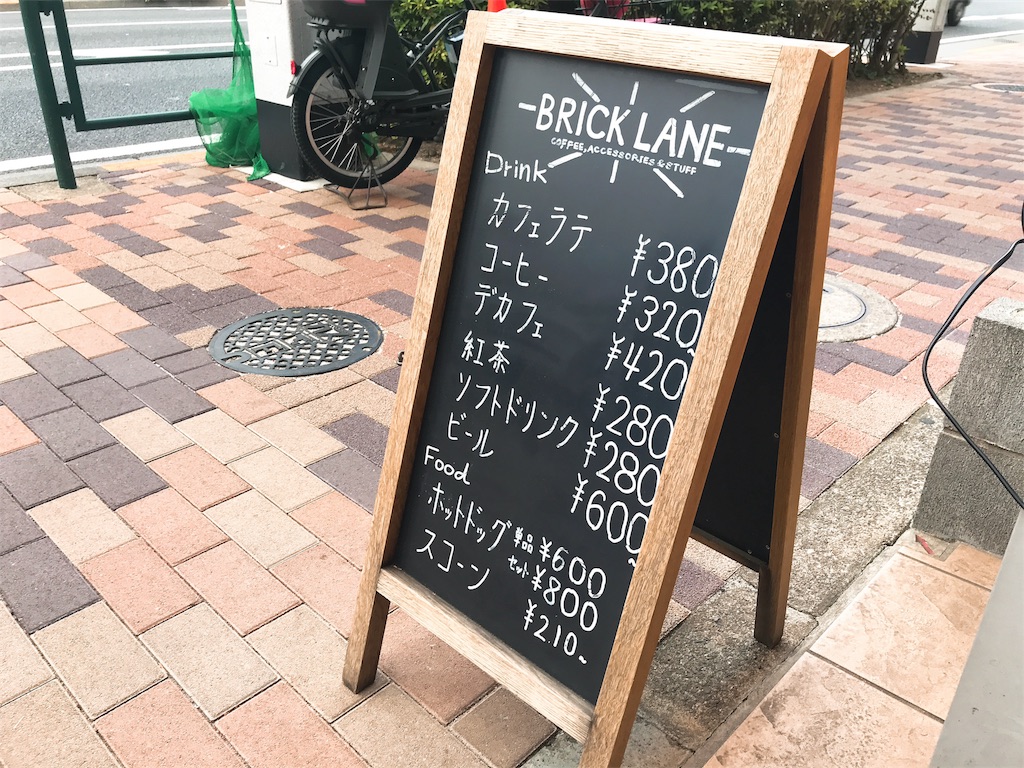 BRICK LANE
COFFEE, ACCESSORIES & STUFF
Drink
カフェラテ ¥380
コーヒー ¥320~
デカフェ ¥420~
紅茶 ¥280
ソフトドリンク ¥280
ビール ¥600~
Food
ホットドッグ 単品 ¥600
セット ¥800
スコーン ¥210~